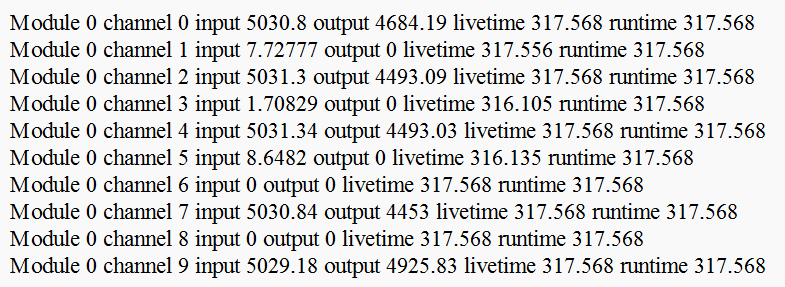 Module 0 channel 0 input 5030.8 output 4684.19 livetime 317.568 runtime 317.568
Module 0 channel 1 input 7.72777 output 0 livetime 317.556 runtime 317.568
Module 0 channel 2 input 5031.3 output 4493.09 livetime 317.568 runtime 317.568
Module 0 channel 3 input 1.70829 output 0 livetime 316.105 runtime 317.568
Module 0 channel 4 input 5031.34 output 4493.03 livetime 317.568 runtime 317.568
Module 0 channel 5 input 8.6482 output 0 livetime 316.135 runtime 317.568
Module 0 channel 6 input 0 output 0 livetime 317.568 runtime 317.568
Module 0 channel 7 input 5030.84 output 4453 livetime 317.568 runtime 317.568
Module 0 channel 8 input 0 output 0 livetime 317.568 runtime 317.568
Module 0 channel 9 input 5029.18 output 4925.83 livetime 317.568 runtime 317.568